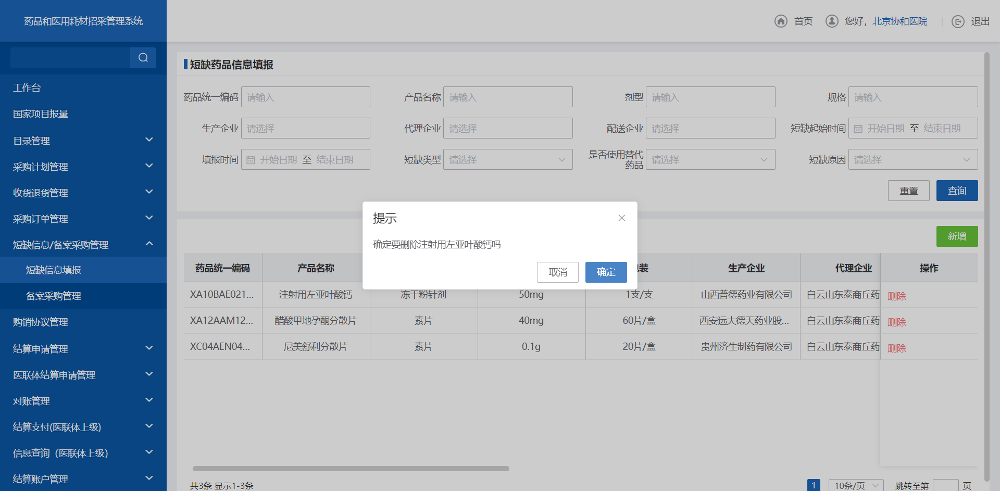 药品和医用耗材招采管理系统
首页
您好，北京协和医院
退出
工作台
国家项目报量
目录管理
采购计划管理
收货退货管理
采购订单管理
短缺信息/备案采购管理
短缺信息填报
备案采购管理
购销协议管理
结算申请管理
医联体结算申请管理
对账管理
结算支付(医联体上级)
信息查询（医联体上级）
结算账户管理
短缺药品信息填报
药品统一编码 请输入 产品名称 请输入 剂型 请输入 规格 请输入
生产企业 请选择 代理企业 请选择 配送企业 请选择 短缺起始时间 开始日期 至 结束日期
填报时间 开始日期 至 结束日期 短缺类型 请选择 是否使用替代
药品 请选择 短缺原因 请选择
重置 查询
新增
提示
确定要删除注射用左亚叶酸钙吗
取消 确定
药品统一编码 产品名称 装 生产企业 代理企业 操作
XA10BAE021... 注射用左亚叶酸钙 冻干粉针剂 50mg 1支/支 山西普德药业有限公司 白云山东泰商丘药 删除
XA12AAM12... 醋酸甲地孕酮分散片 素片 40mg 60片/盒 西安远大德天药业股... 白云山东泰商丘药 删除
XC04AEN04... 尼美舒利分散片 素片 0.1g 20片/盒 贵州济生制药有限公司 白云山东泰商丘药 删除
共3条 显示1-3条
1 10条/页 跳转至第 页